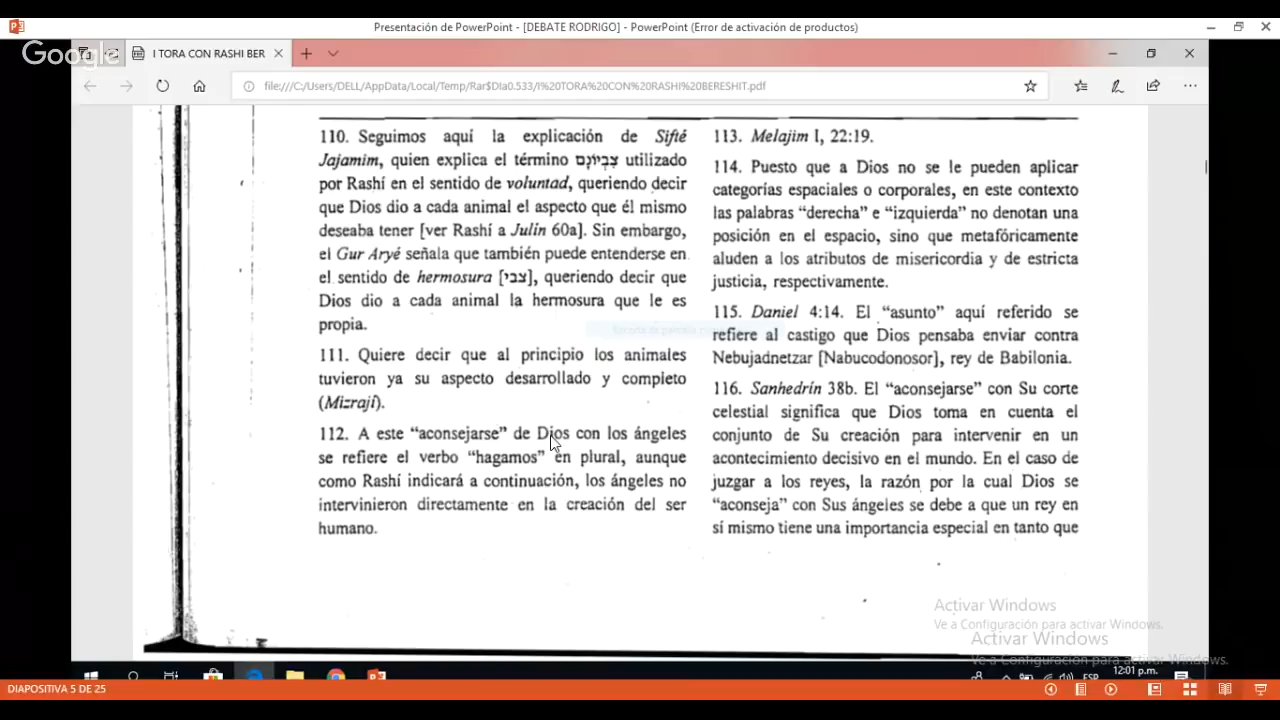 Presentación de PowerPoint - [DEBATE RODRIGO] - PowerPoint (Error de activación de productos)
Google
I TORA CON RASHI BER
file:///C:/Users/DELL/AppData/Local/Temp/Rar$DIa0.533/I%20TORA%20CON%20RASHI%20BERESHIT.pdf
110. Seguimos aquí la explicación de Sifté
Jajamim, quien explica el término צִבְיוֹנָם utilizado
por Rashí en el sentido de voluntad, queriendo decir
que Dios dio a cada animal el aspecto que él mismo
deseaba tener [ver Rashí a Julín 60a]. Sin embargo,
el Gur Aryé señala que también puede entenderse en
el sentido de hermosura [צבי], queriendo decir que
Dios dio a cada animal la hermosura que le es
propia.
111. Quiere decir que al principio los animales
tuvieron ya su aspecto desarrollado y completo
(Mizrají).
112. A este “aconsejarse” de Dios con los ángeles
se refiere el verbo “hagamos” en plural, aunque
como Rashí indicará a continuación, los ángeles no
intervinieron directamente en la creación del ser
humano.
113. Melajim I, 22:19.
114. Puesto que a Dios no se le pueden aplicar
categorías espaciales o corporales, en este contexto
las palabras “derecha” e “izquierda” no denotan una
posición en el espacio, sino que metafóricamente
aluden a los atributos de misericordia y de estricta
justicia, respectivamente.
115. Daniel 4:14. El “asunto” aquí referido se
refiere al castigo que Dios pensaba enviar contra
Nebujadnetzar [Nabucodonosor], rey de Babilonia.
116. Sanhedrín 38b. El “aconsejarse” con Su corte
celestial significa que Dios toma en cuenta el
conjunto de Su creación para intervenir en un
acontecimiento decisivo en el mundo. En el caso de
juzgar a los reyes, la razón por la cual Dios se
“aconseja” con Sus ángeles se debe a que un rey en
sí mismo tiene una importancia especial en tanto que
Activar Windows
Ve a Configuración para activar Windows.
Activar Windows
Ve a Configuración para activar Windows.
ESP
12:01 p.m.
DIAPOSITIVA 5 DE 25